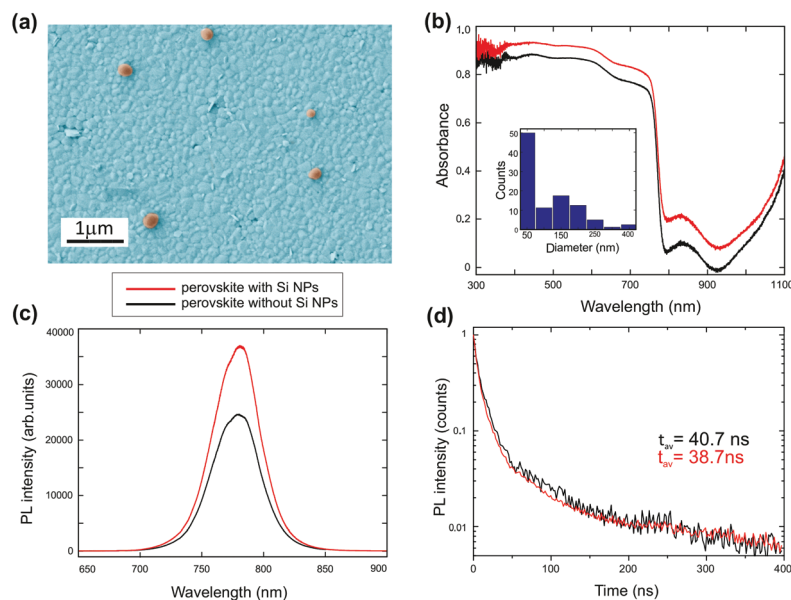 (a)
1µm
(b)
Absorbance
1,0
0,8
0,6
0,4
0,2
0
300 500 700 900 1100
Wavelength (nm)
Counts
50
40
30
20
10
0
50 150 250 400
Diameter (nm)
perovskite with Si NPs
perovskite without Si NPs
(c)
PL intensity (arb.units)
40000
30000
20000
10000
0
650 700 750 800 850 900
Wavelength (nm)
(d)
PL intensity (counts)
1
0.1
0.01
t_av= 40.7 ns
t_av= 38.7ns
0 100 200 300 400
Time (ns)